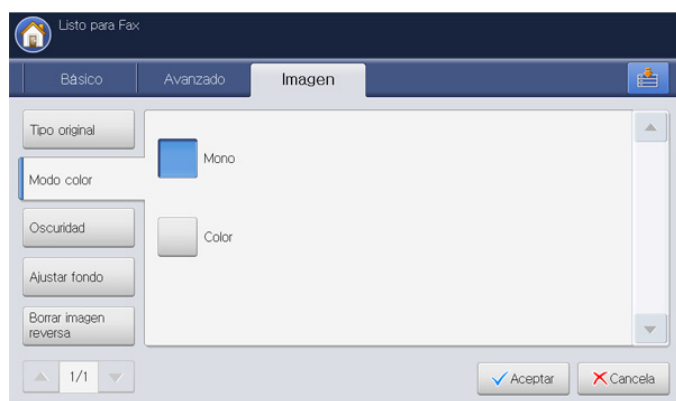 Listo para Fax
Básico
Avanzado
Imagen
Tipo original
Modo color
Oscuridad
Ajustar fondo
Borrar imagen
reversa
Mono
Color
1/1
Aceptar
Cancela